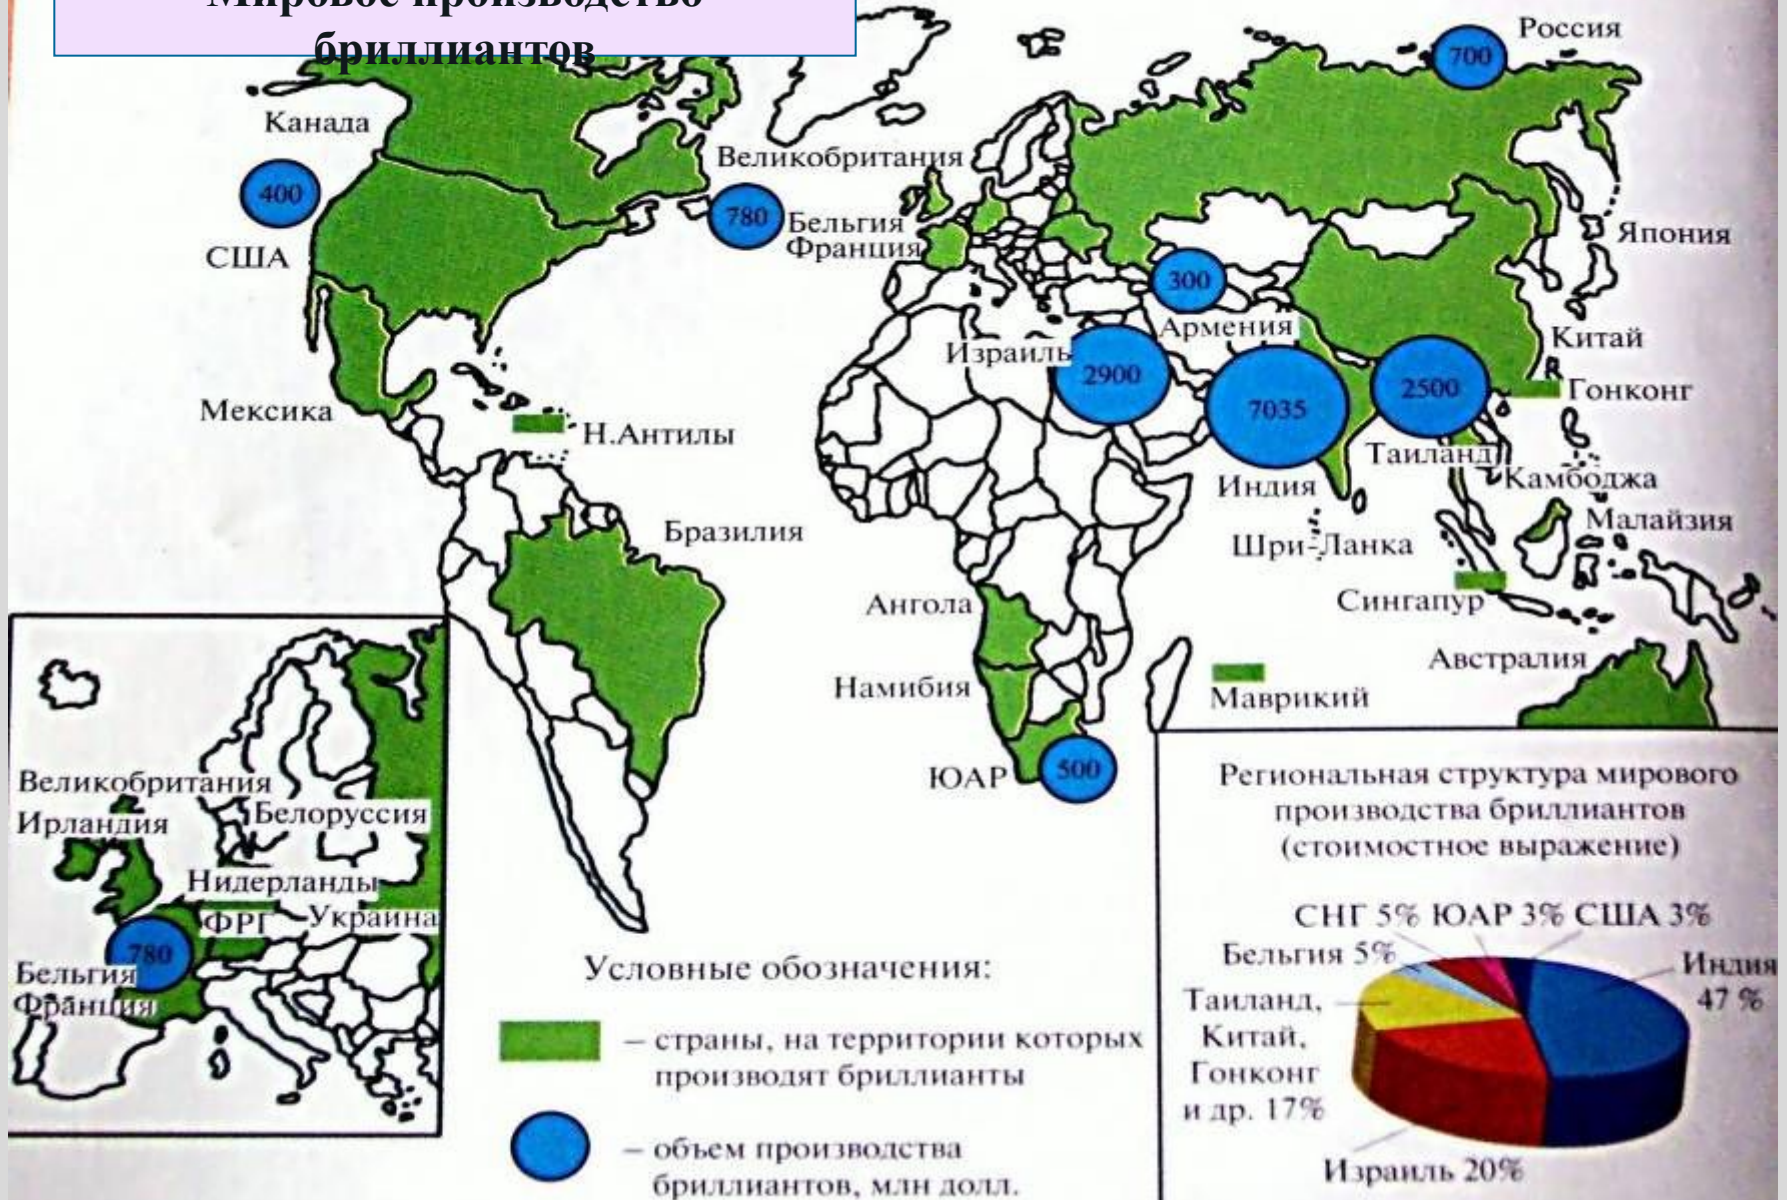 Мировое производство
бриллиантов
Россия
700
Канада
Великобритания
400
780
Бельгия
Франция
Япония
США
300
Армения
Китай
Израиль
2900
7035
2500
Гонконг
Мексика
Н.Антилы
Таиланд
Камбоджа
Индия
Малайзия
Бразилия
Шри-Ланка
Ангола
Сингапур
Австралия
Намибия
Маврикий
ЮАР
500
Великобритания
Ирландия
Белоруссия
Нидерланды
ФРГ
Украина
780
Бельгия
Франция
Условные обозначения:
– страны, на территории которых
производят бриллианты
– объем производства
бриллиантов, млн долл.
Региональная структура мирового
производства бриллиантов
(стоимостное выражение)
СНГ 5% ЮАР 3% США 3%
Бельгия 5%
Индия
47 %
Таиланд,
Китай,
Гонконг
и др. 17%
Израиль 20%